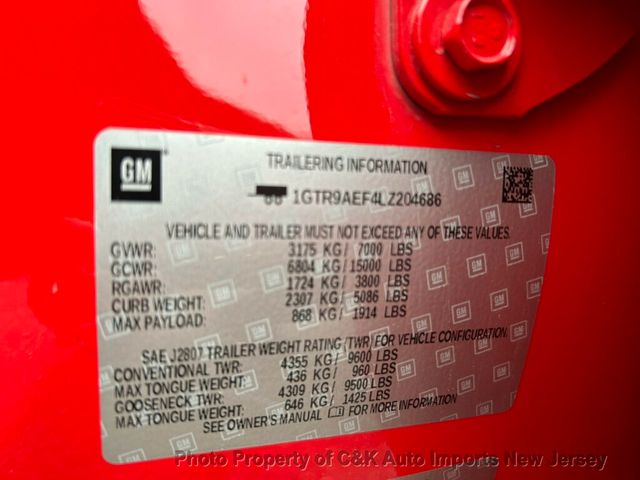 GM
TRAILERING INFORMATION
1GTR9AEF4LZ204686
VEHICLE AND TRAILER MUST NOT EXCEED ANY OF THESE VALUES.
GVWR: 3175 KG / 7000 LBS
GCWR: 6804 KG / 15000 LBS
RGAWR: 1724 KG / 3800 LBS
CURB WEIGHT: 2307 KG / 5086 LBS
MAX PAYLOAD: 868 KG / 1914 LBS
SAE J2807 TRAILER WEIGHT RATING (TWR) FOR VEHICLE CONFIGURATION.
CONVENTIONAL TWR: 4355 KG / 9600 LBS
MAX TONGUE WEIGHT: 436 KG / 960 LBS
GOOSENECK TWR: 4309 KG / 9500 LBS
MAX TONGUE WEIGHT: 646 KG / 1425 LBS
SEE OWNER'S MANUAL FOR MORE INFORMATION
Photo Property of C&K Auto Imports New Jersey